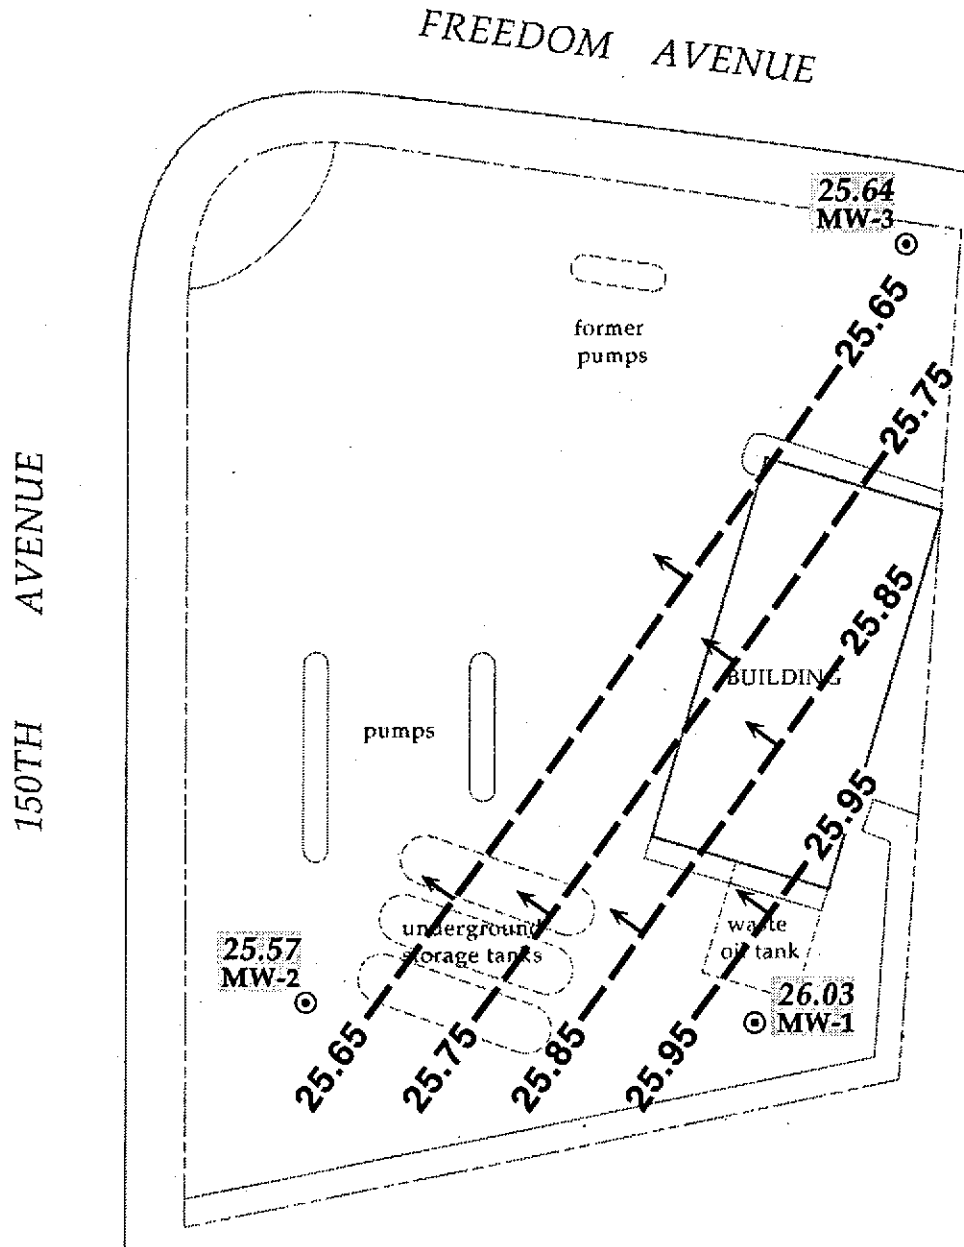 FREEDOM AVENUE
25.64
MW-3
former
pumps
25.65
25.75
150TH AVENUE
25.85
BUILDING
pumps
25.95
underground
storage tanks
waste
oil tank
25.57
MW-2
26.03
MW-1
25.65
25.75
25.85
25.95